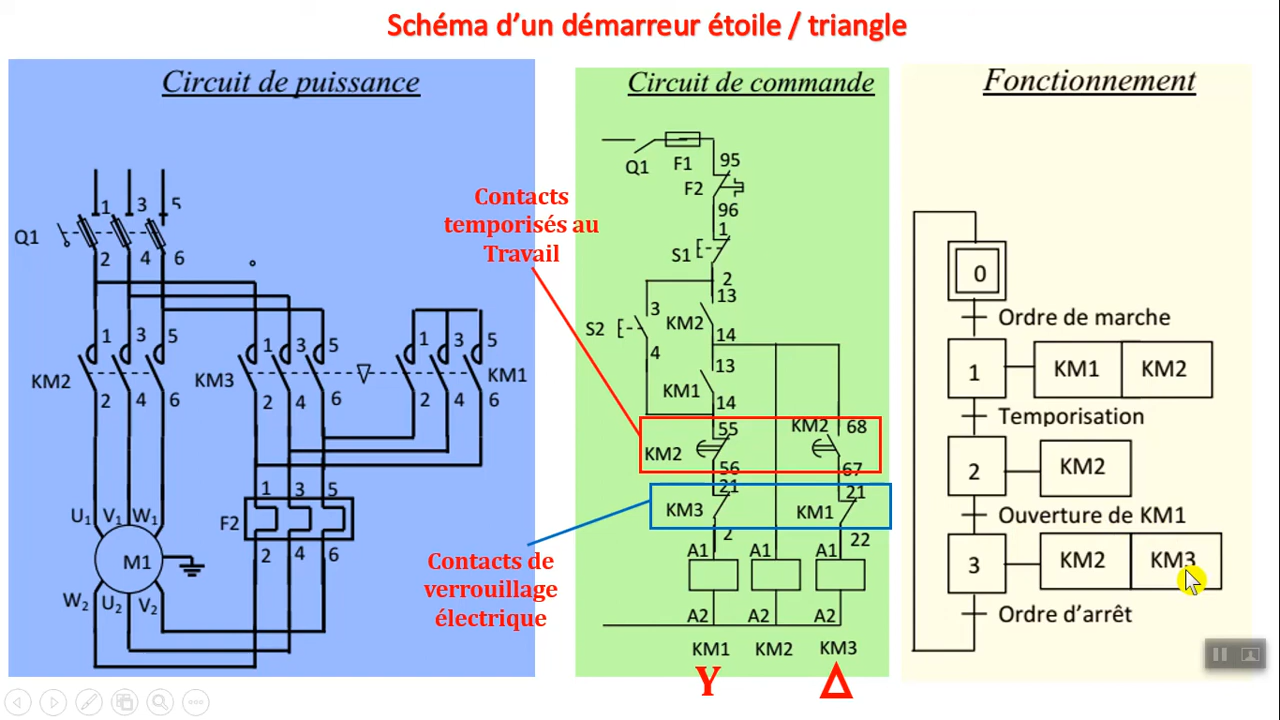 Schéma d’un démarreur étoile / triangle
Circuit de puissance
1 3 5
Q1
2 4 6
1 3 5
KM2
2 4 6
1 3 5
KM3
2 4 6
1 3 5
KM1
2 4 6
1 3 5
F2
2 4 6
U1 V1 W1
M1
W2 U2 V2
Circuit de commande
Q1 F1
95
F2
96
1
S1
2
13
3
KM2
S2
14
4
13
KM1
14
55
KM2
56
KM2 68
67
21
KM3
2
21
KM1
22
A1 A1 A1
A2 A2 A2
KM1 KM2 KM3
Y Δ
Contacts
temporisés au
Travail
Contacts de
verrouillage
électrique
Fonctionnement
0
Ordre de marche
1 KM1 KM2
Temporisation
2 KM2
Ouverture de KM1
3 KM2 KM3
Ordre d’arrêt